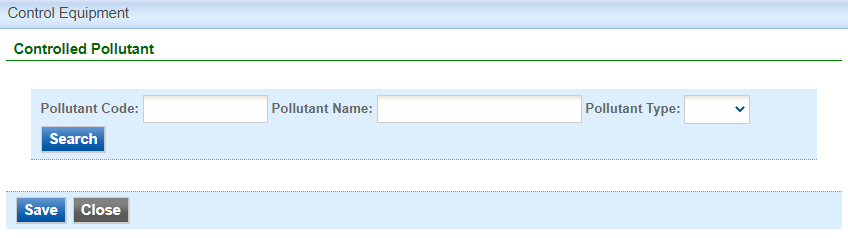 Control Equipment
Controlled Pollutant
Pollutant Code: Pollutant Name: Pollutant Type:
Search
Save Close